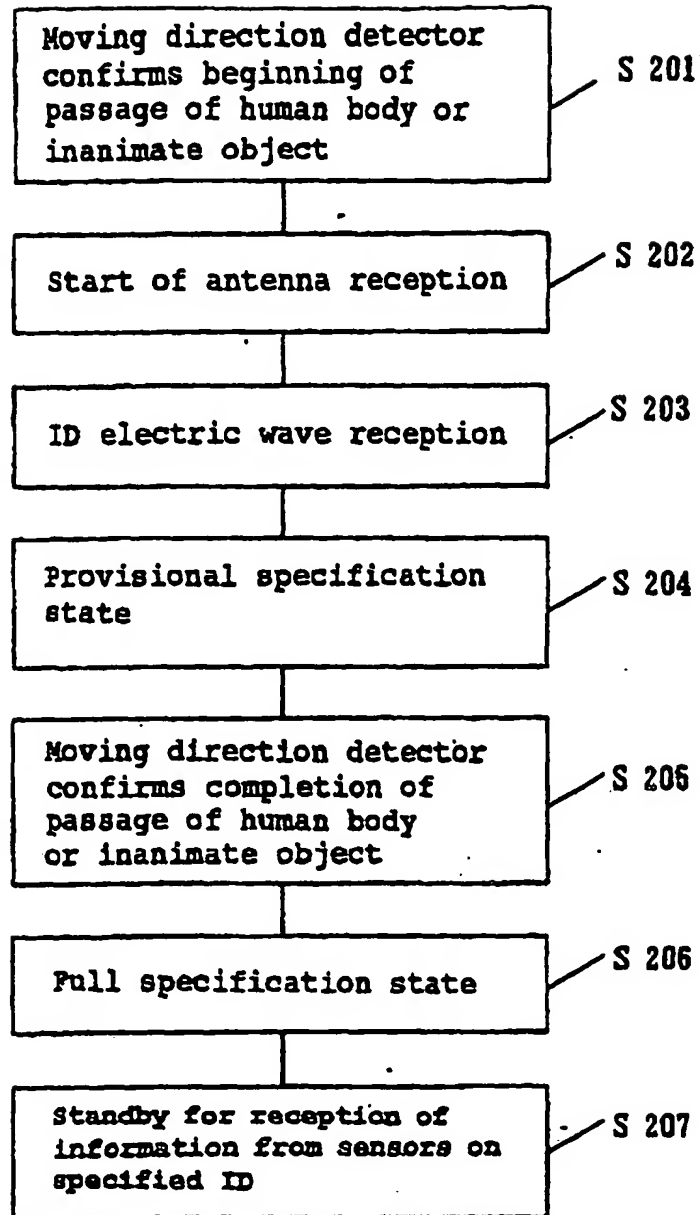 Moving direction detector
confirms beginning of
passage of human body or
inanimate object
S 201
Start of antenna reception
S 202
ID electric wave reception
S 203
Provisional specification
state
S 204
Moving direction detector
confirms completion of
passage of human body
or inanimate object
S 205
Full specification state
S 206
Standby for reception of
information from sensors on
specified ID
S 207